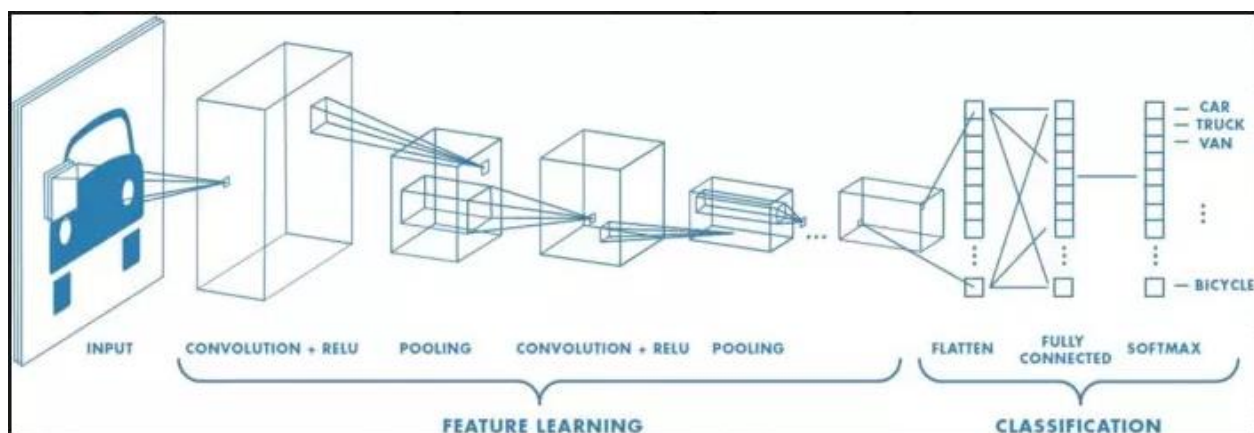 CAR
TRUCK
VAN
BICYCLE
INPUT
CONVOLUTION + RELU
POOLING
CONVOLUTION + RELU
POOLING
FLATTEN
FULLY
CONNECTED
SOFTMAX
FEATURE LEARNING
CLASSIFICATION